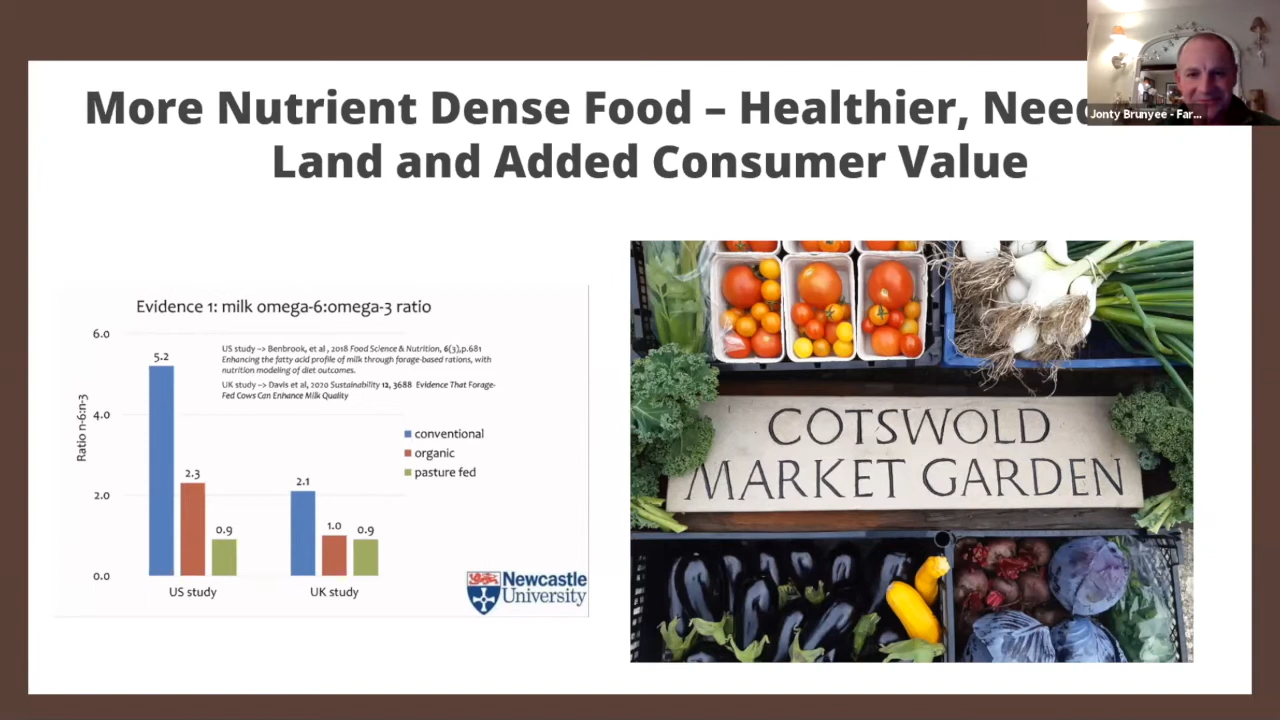 More Nutrient Dense Food – Healthier, Need
Land and Added Consumer Value
Jonty Brunyee - Far...
Evidence 1: milk omega-6:omega-3 ratio
US study –> Benbrook, et al , 2018 Food Science & Nutrition, 6(3),p.681
Enhancing the fatty acid profile of milk through forage-based rations, with
nutrition modeling of diet outcomes.
UK study –> Davis et al, 2020 Sustainability 12, 3688 Evidence That Forage-
Fed Cows Can Enhance Milk Quality
Ratio n-6:n-3
6.0
4.0
2.0
0.0
5.2
2.3
0.9
2.1
1.0
0.9
conventional
organic
pasture fed
US study
UK study
Newcastle
University
COTSWOLD
MARKET GARDEN